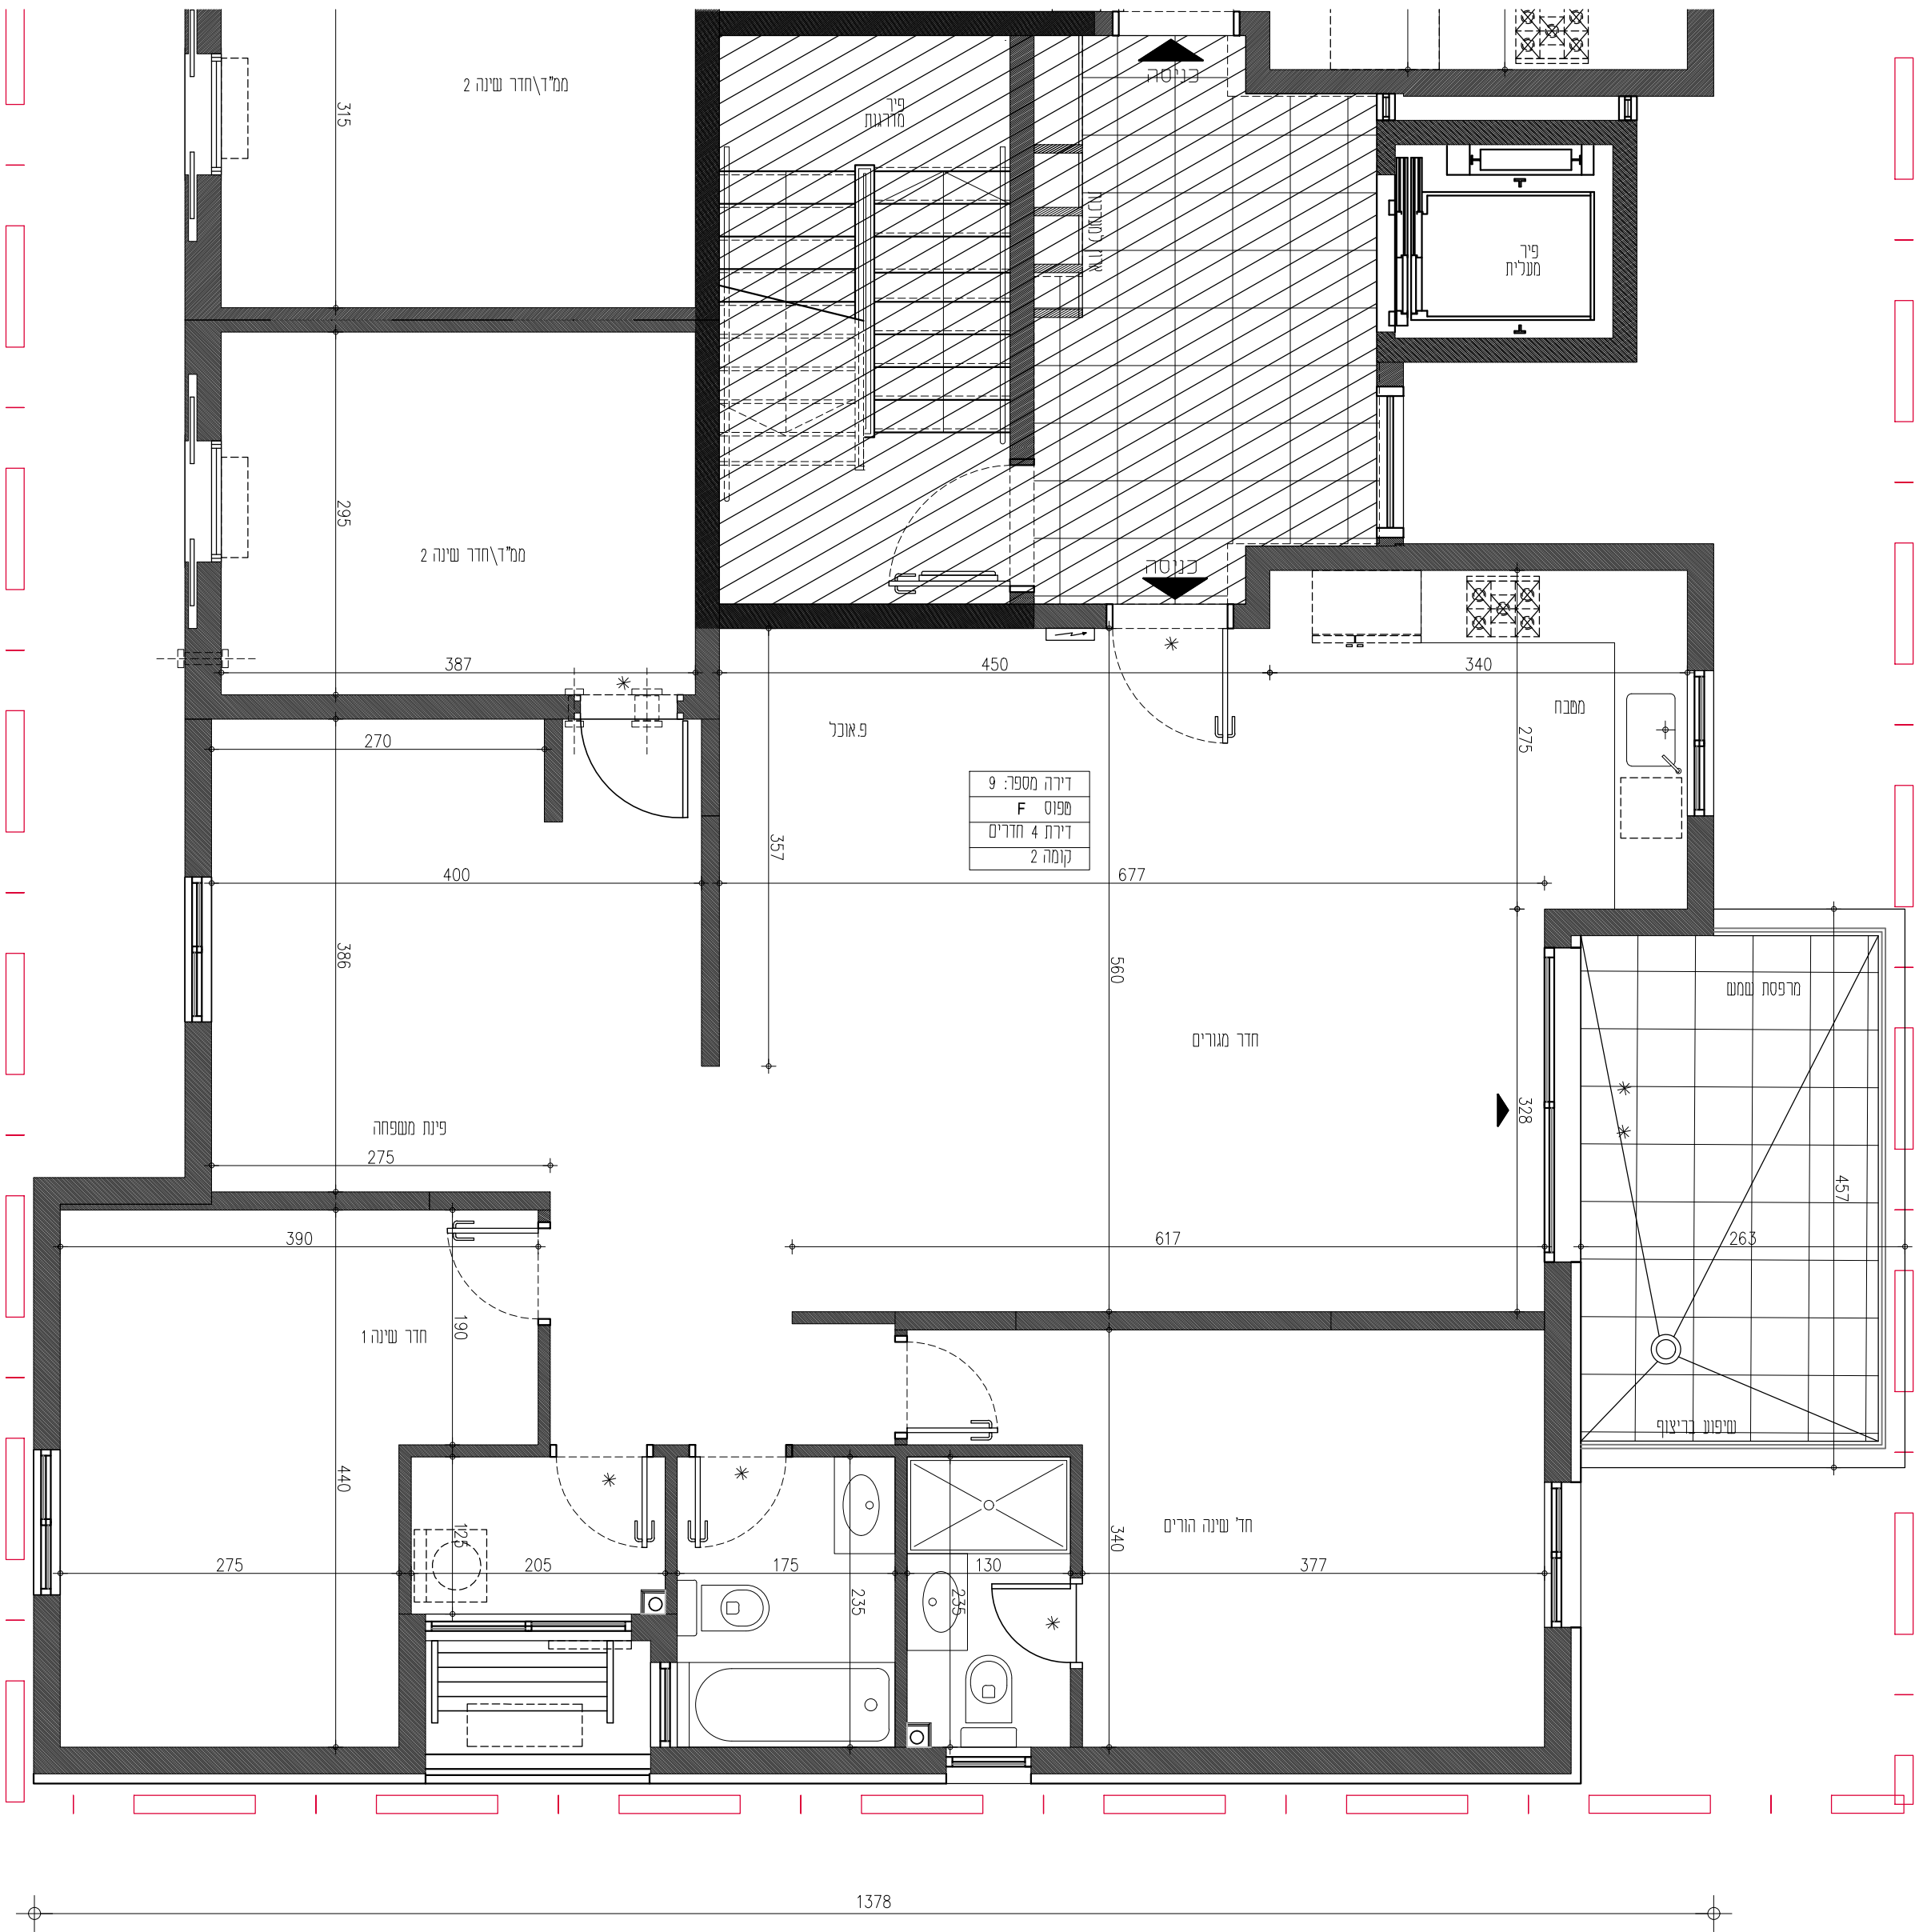 ממ"ד\חדר שינה 2
315
כניסה
פיר
מדרגות
ארון למערכות
פיר
מעלית
295
ממ"ד\חדר שינה 2
כניסה
387
450
340
מטבח
275
פ.אוכל
270
דירה מספר: 9
טפוס F
דירת 4 חדרים
קומה 2
357
400
677
386
560
מרפסת שמש
חדר מגורים
328
פינת משפחה
275
457
390
617
263
190
חדר שינה 1
שיפוע בריצוף
440
125
חד' שינה הורים
340
275
205
175
130
377
235
235
1378